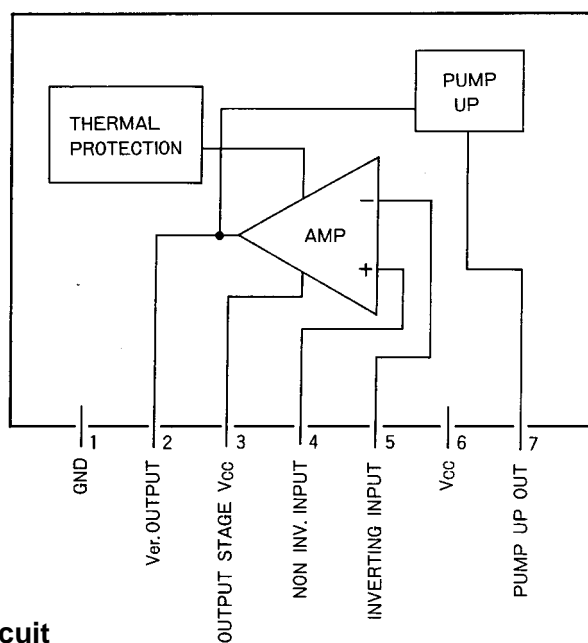 PUMP
UP
THERMAL
PROTECTION
AMP
−
+
1
2
3
4
5
6
7
GND
Ver. OUTPUT
OUTPUT STAGE Vcc
NON INV. INPUT
INVERTING INPUT
Vcc
PUMP UP OUT
cuit